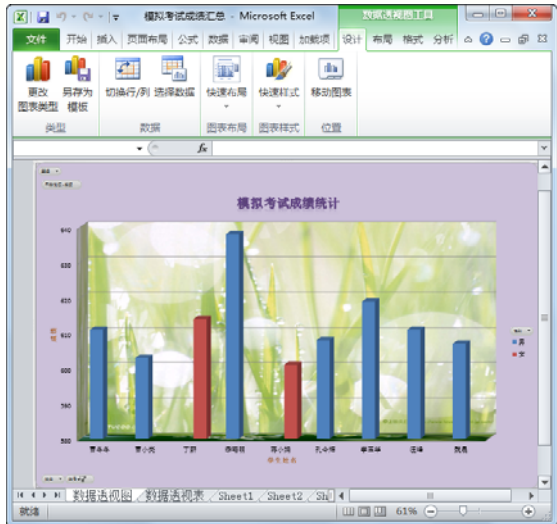 模拟考试成绩汇总 - Microsoft Excel
数据透视图工具
文件 开始 插入 页面布局 公式 数据 审阅 视图 加载项 设计 布局 格式 分析
更改
图表类型
另存为
模板
切换行/列 选择数据
快速布局
快速样式
移动图表
类型 数据 图表布局 图表样式 位置
fx
模拟考试成绩统计
640
630
620
610
600
590
580
男
女
丁
孔
学生姓名
数据透视图 数据透视表 Sheet1 Sheet2 Sh
就绪 61%